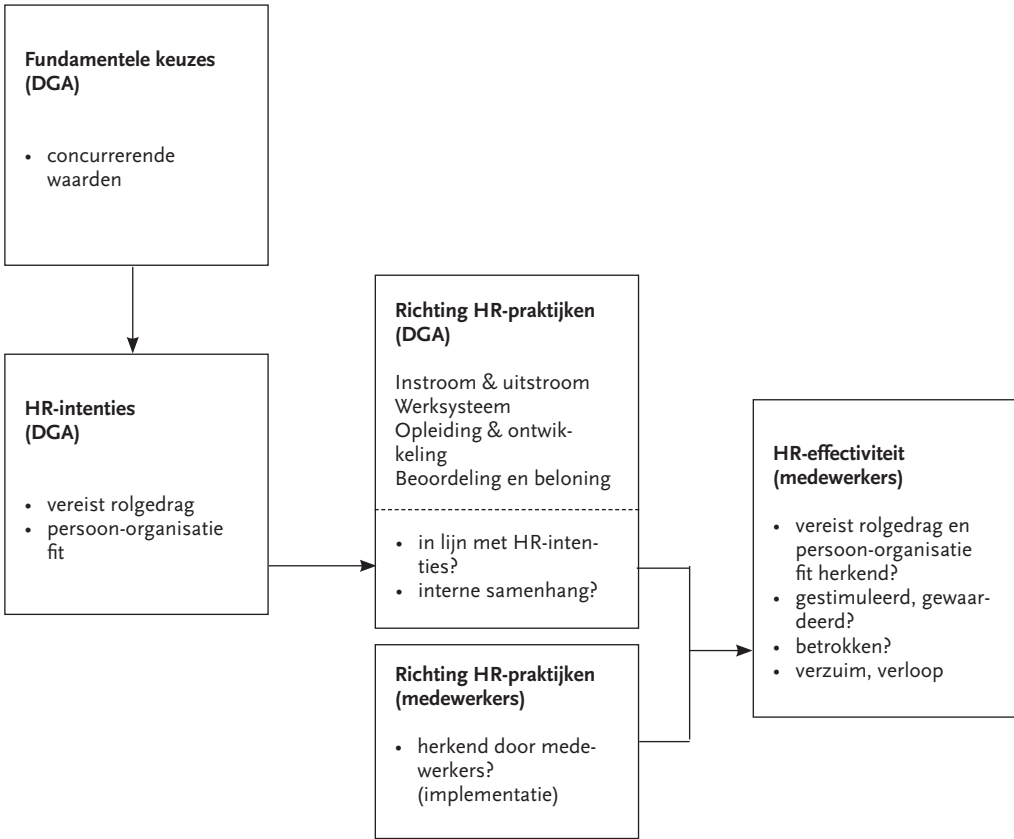 Fundamentele keuzes
(DGA)
• concurrerende
waarden
HR-intenties
(DGA)
• vereist rolgedrag
• persoon-organisatie
fit
Richting HR-praktijken
(DGA)
Instroom & uitstroom
Werksysteem
Opleiding & ontwik-
keling
Beoordeling en beloning
• in lijn met HR-inten-
ties?
• interne samenhang?
Richting HR-praktijken
(medewerkers)
• herkend door mede-
werkers?
(implementatie)
HR-effectiviteit
(medewerkers)
• vereist rolgedrag en
persoon-organisatie
fit herkend?
• gestimuleerd, gewaar-
deerd?
• betrokken?
• verzuim, verloop